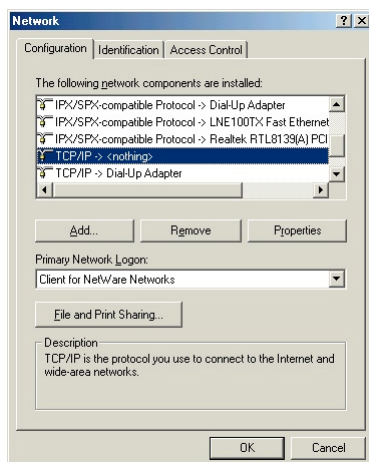 Network
Configuration Identification Access Control
The following network components are installed:
IPX/SPX-compatible Protocol -> Dial-Up Adapter
IPX/SPX-compatible Protocol -> LNE100TX Fast Ethernet
IPX/SPX-compatible Protocol -> Realtek RTL8139(A) PCI
TCP/IP -> <nothing>
TCP/IP -> Dial-Up Adapter
Add... Remove Properties
Primary Network Logon:
Client for NetWare Networks
File and Print Sharing...
Description
TCP/IP is the protocol you use to connect to the Internet and
wide-area networks.
OK Cancel